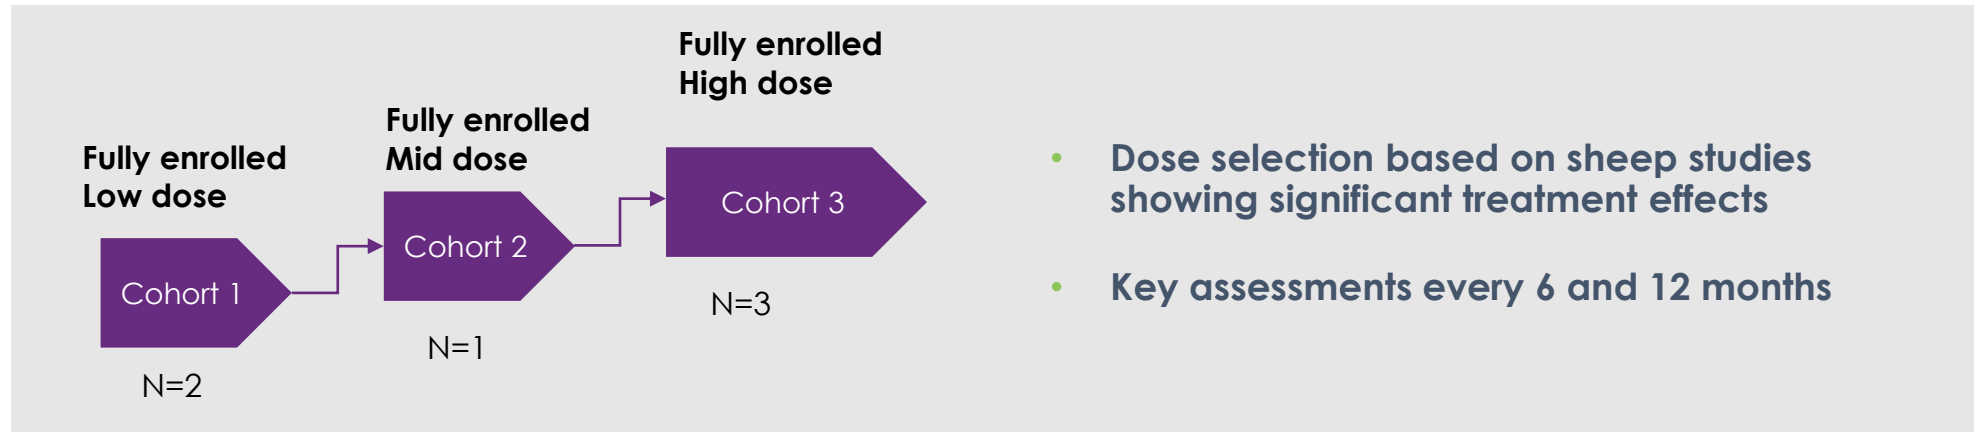 Fully enrolled
Low dose
Cohort 1
N=2
Fully enrolled
Mid dose
Cohort 2
N=1
Fully enrolled
High dose
Cohort 3
N=3
• Dose selection based on sheep studies
showing significant treatment effects
• Key assessments every 6 and 12 months